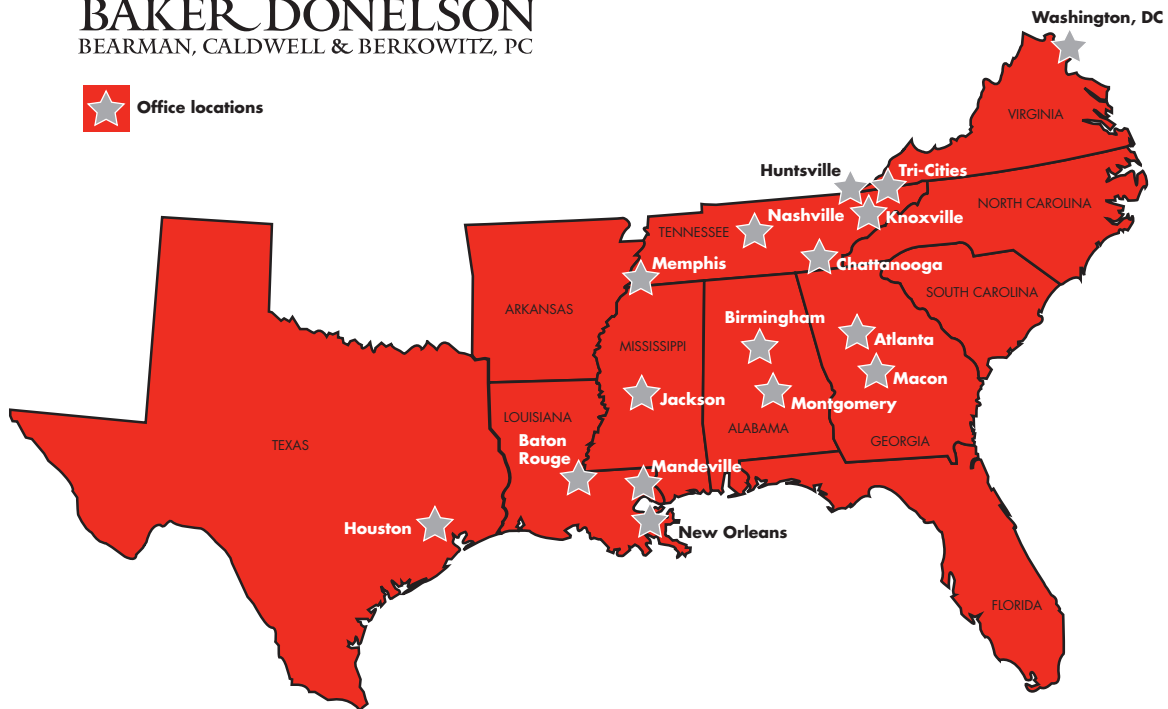 BAKER DONELSON
BEARMAN, CALDWELL & BERKOWITZ, PC
Office locations
Washington, DC
VIRGINIA
Huntsville
Tri-Cities
NORTH CAROLINA
Nashville
Knoxville
TENNESSEE
Memphis
Chattanooga
SOUTH CAROLINA
ARKANSAS
Birmingham
Atlanta
MISSISSIPPI
Macon
Jackson
Montgomery
LOUISIANA
ALABAMA
GEORGIA
TEXAS
Baton
Rouge
Mandeville
Houston
New Orleans
FLORIDA